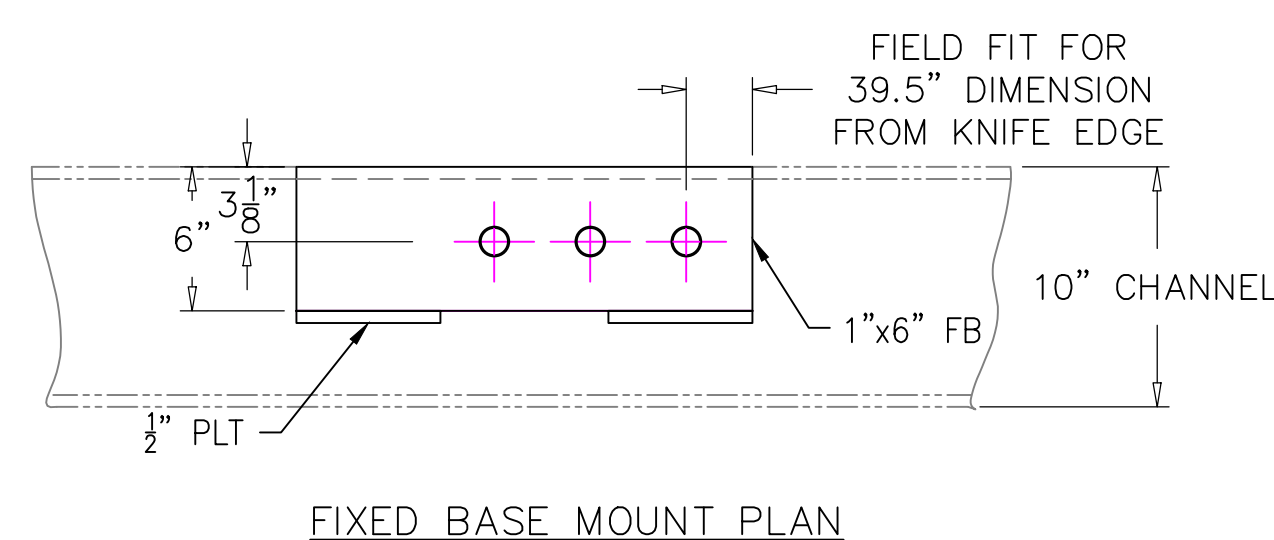 FIELD FIT FOR
39.5” DIMENSION
FROM KNIFE EDGE
3 1/8”
6”
10” CHANNEL
1”x6” FB
1/2” PLT
FIXED BASE MOUNT PLAN